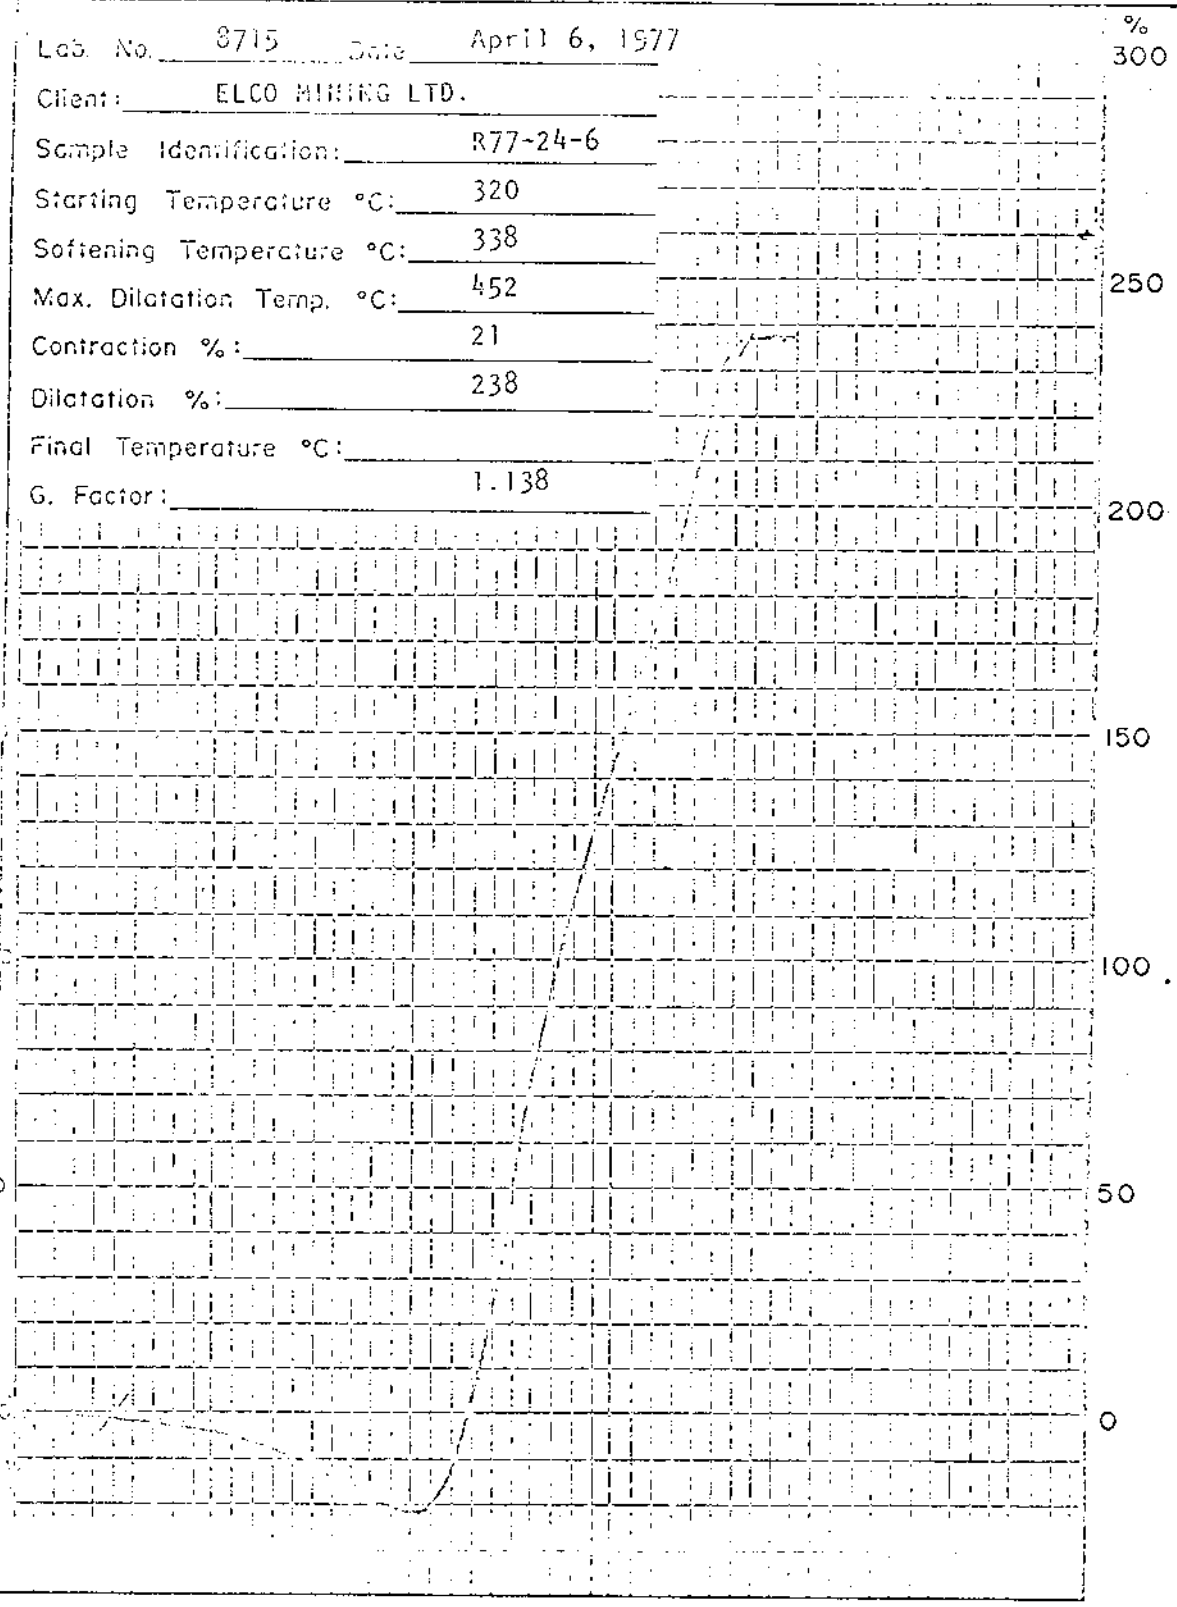 Lab. No. 8715 Date April 6, 1977
Client: ELCO MINING LTD.
Sample Identification: R77-24-6
Starting Temperature °C: 320
Softening Temperature °C: 338
Max. Dilatation Temp. °C: 452
Contraction %: 21
Dilatation %: 238
Final Temperature °C:
G. Factor: 1.138
%
300
250
200
150
100
50
0